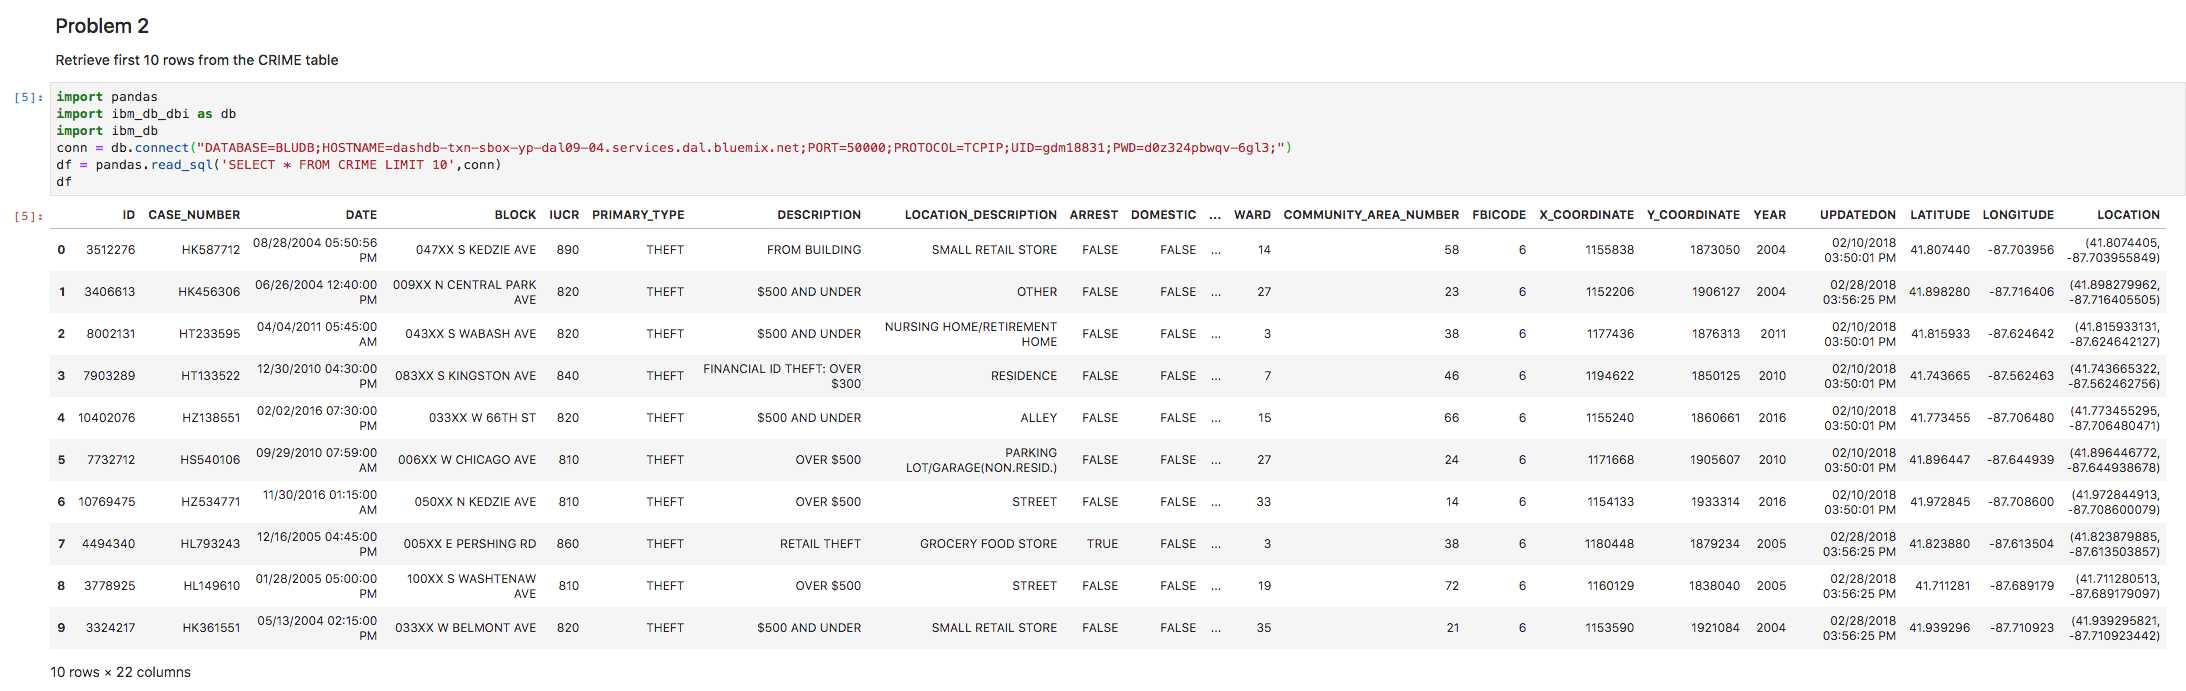 Problem 2
Retrieve first 10 rows from the CRIME table
[5]: import pandas
import ibm_db_dbi as db
import ibm_db
conn = db.connect("DATABASE=BLUDB;HOSTNAME=dashdb-txn-sbox-yp-dal09-04.services.dal.bluemix.net;PORT=50000;PROTOCOL=TCPIP;UID=gdm18831;PWD=d0z324pbwqv-6gl3;")
df = pandas.read_sql('SELECT * FROM CRIME LIMIT 10',conn)
df
[5]: ID CASE_NUMBER DATE BLOCK IUCR PRIMARY_TYPE DESCRIPTION LOCATION_DESCRIPTION ARREST DOMESTIC ... WARD COMMUNITY_AREA_NUMBER FBICODE X_COORDINATE Y_COORDINATE YEAR UPDATEDON LATITUDE LONGITUDE LOCATION
0 3512276 HK587712 08/28/2004 05:50:56 PM 047XX S KEDZIE AVE 890 THEFT FROM BUILDING SMALL RETAIL STORE FALSE FALSE ... 14 58 6 1155838 1873050 2004 02/10/2018 03:50:01 PM 41.807440 -87.703956 (41.8074405, -87.703955849)
1 3406613 HK456306 06/26/2004 12:40:00 PM 009XX N CENTRAL PARK AVE 820 THEFT $500 AND UNDER OTHER FALSE FALSE ... 27 23 6 1152206 1906127 2004 02/28/2018 03:56:25 PM 41.898280 -87.716406 (41.898279962, -87.716405505)
2 8002131 HT233595 04/04/2011 05:45:00 AM 043XX S WABASH AVE 820 THEFT $500 AND UNDER NURSING HOME/RETIREMENT HOME FALSE FALSE ... 3 38 6 1177436 1876313 2011 02/10/2018 03:50:01 PM 41.815933 -87.624642 (41.815933131, -87.624642127)
3 7903289 HT133522 12/30/2010 04:30:00 PM 083XX S KINGSTON AVE 840 THEFT FINANCIAL ID THEFT: OVER $300 RESIDENCE FALSE FALSE ... 7 46 6 1194622 1850125 2010 02/10/2018 03:50:01 PM 41.743665 -87.562463 (41.743665322, -87.562462756)
4 10402076 HZ138551 02/02/2016 07:30:00 PM 033XX W 66TH ST 820 THEFT $500 AND UNDER ALLEY FALSE FALSE ... 15 66 6 1155240 1860661 2016 02/10/2018 03:50:01 PM 41.773455 -87.706480 (41.773455295, -87.706480471)
5 7732712 HS540106 09/29/2010 07:59:00 AM 006XX W CHICAGO AVE 810 THEFT OVER $500 PARKING LOT/GARAGE(NON.RESID.) FALSE FALSE ... 27 24 6 1171668 1905607 2010 02/10/2018 03:50:01 PM 41.896447 -87.644939 (41.896446772, -87.644938678)
6 10769475 HZ534771 11/30/2016 01:15:00 AM 050XX N KEDZIE AVE 810 THEFT OVER $500 STREET FALSE FALSE ... 33 14 6 1154133 1933314 2016 02/10/2018 03:50:01 PM 41.972845 -87.708600 (41.972844913, -87.708600079)
7 4494340 HL793243 12/16/2005 04:45:00 PM 005XX E PERSHING RD 860 THEFT RETAIL THEFT GROCERY FOOD STORE TRUE FALSE ... 3 38 6 1180448 1879234 2005 02/28/2018 03:56:25 PM 41.823880 -87.613504 (41.823879885, -87.613503857)
8 3778925 HL149610 01/28/2005 05:00:00 PM 100XX S WASHTENAW AVE 810 THEFT OVER $500 STREET FALSE FALSE ... 19 72 6 1160129 1838040 2005 02/28/2018 03:56:25 PM 41.711281 -87.689179 (41.711280513, -87.689179097)
9 3324217 HK361551 05/13/2004 02:15:00 PM 033XX W BELMONT AVE 820 THEFT $500 AND UNDER SMALL RETAIL STORE FALSE FALSE ... 35 21 6 1153590 1921084 2004 02/28/2018 03:56:25 PM 41.939296 -87.710923 (41.939295821, -87.710923442)
10 rows × 22 columns